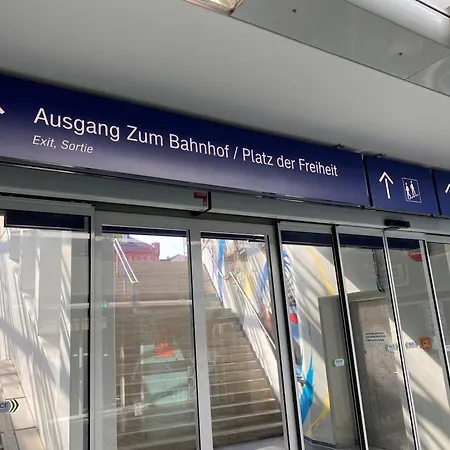 Ausgang Zum Bahnhof / Platz der Freiheit
Exit, Sortie